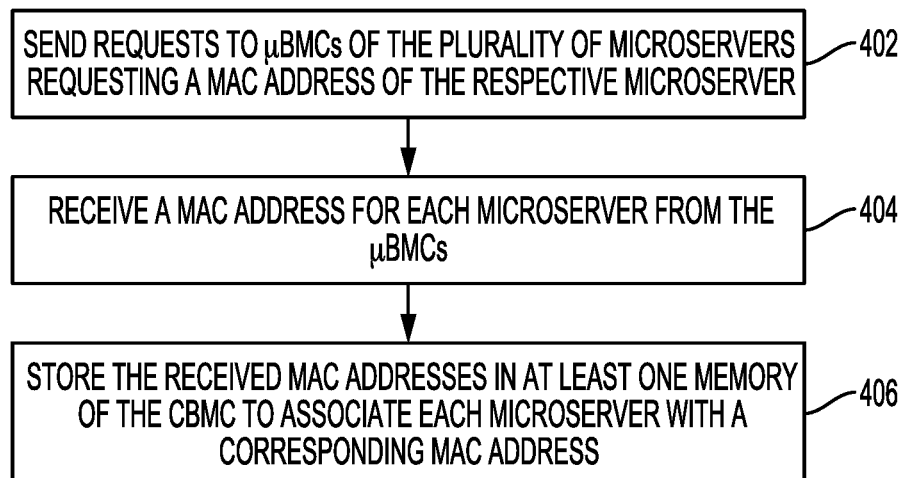 SEND REQUESTS TO μBMCs OF THE PLURALITY OF MICROSERVERS
REQUESTING A MAC ADDRESS OF THE RESPECTIVE MICROSERVER
402
RECEIVE A MAC ADDRESS FOR EACH MICROSERVER FROM THE
μBMCs
404
STORE THE RECEIVED MAC ADDRESSES IN AT LEAST ONE MEMORY
OF THE CBMC TO ASSOCIATE EACH MICROSERVER WITH A
CORRESPONDING MAC ADDRESS
406